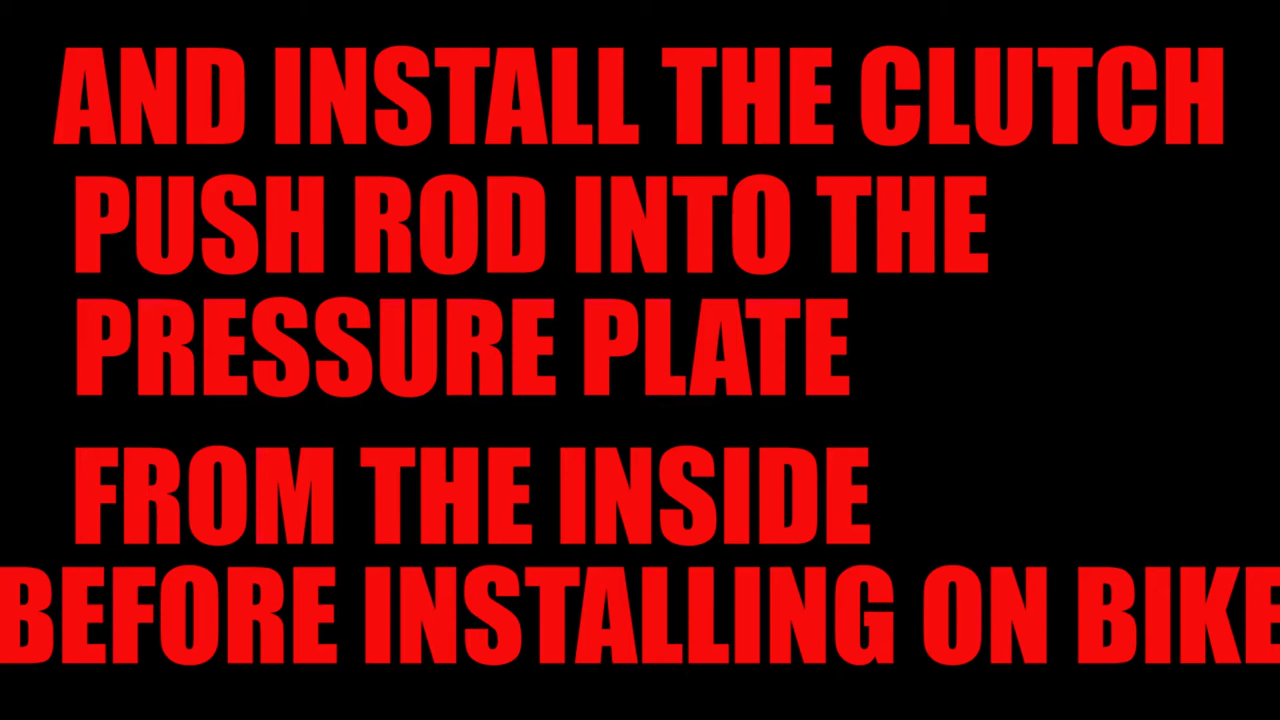 AND INSTALL THE CLUTCH
PUSH ROD INTO THE
PRESSURE PLATE
FROM THE INSIDE
BEFORE INSTALLING ON BIKE